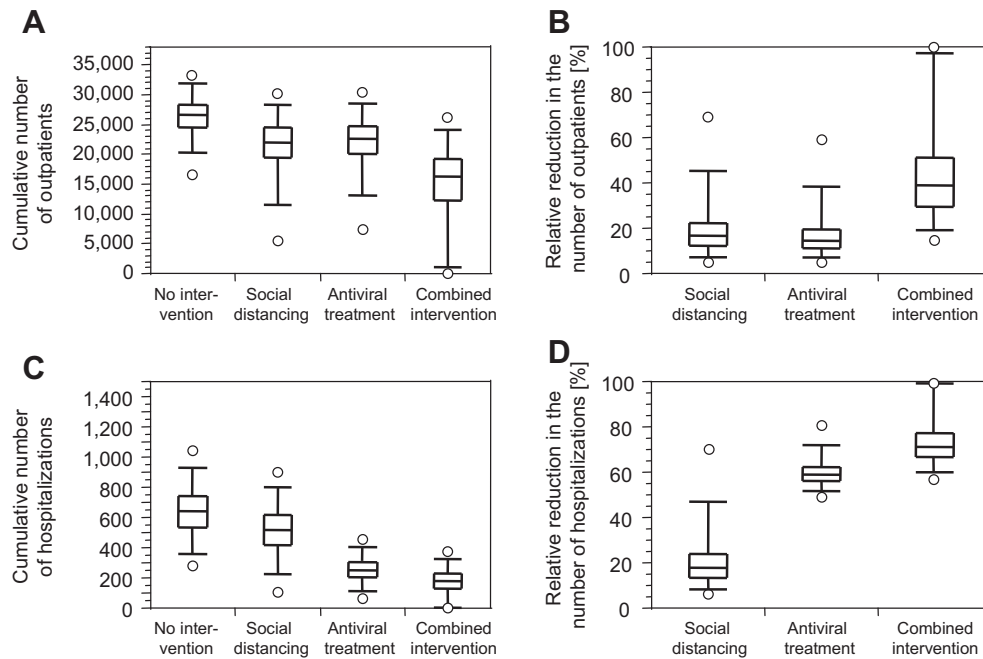 A
Cumulative number
of outpatients
35,000
30,000
25,000
20,000
15,000
10,000
5,000
0
No inter-
vention
Social
distancing
Antiviral
treatment
Combined
intervention
B
Relative reduction in the
number of outpatients [%]
100
80
60
40
20
0
Social
distancing
Antiviral
treatment
Combined
intervention
C
Cumulative number
of hospitalizations
1,400
1,200
1,000
800
600
400
200
0
No inter-
vention
Social
distancing
Antiviral
treatment
Combined
intervention
D
Relative reduction in the
number of hospitalizations [%]
100
80
60
40
20
0
Social
distancing
Antiviral
treatment
Combined
intervention